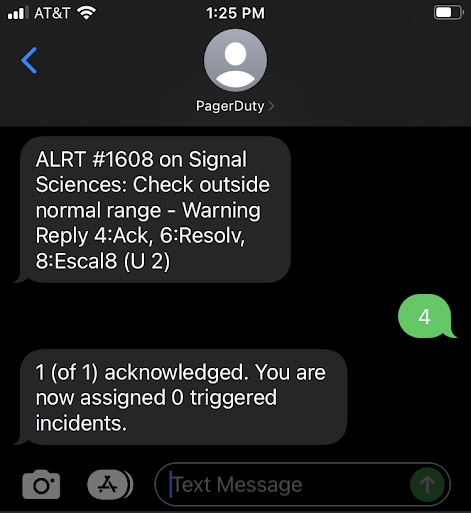 AT&T 1:25 PM
PagerDuty
ALRT #1608 on Signal
Sciences: Check outside
normal range - Warning
Reply 4:Ack, 6:Resolv,
8:Escal8 (U 2)
4
1 (of 1) acknowledged. You are
now assigned 0 triggered
incidents.
Text Message